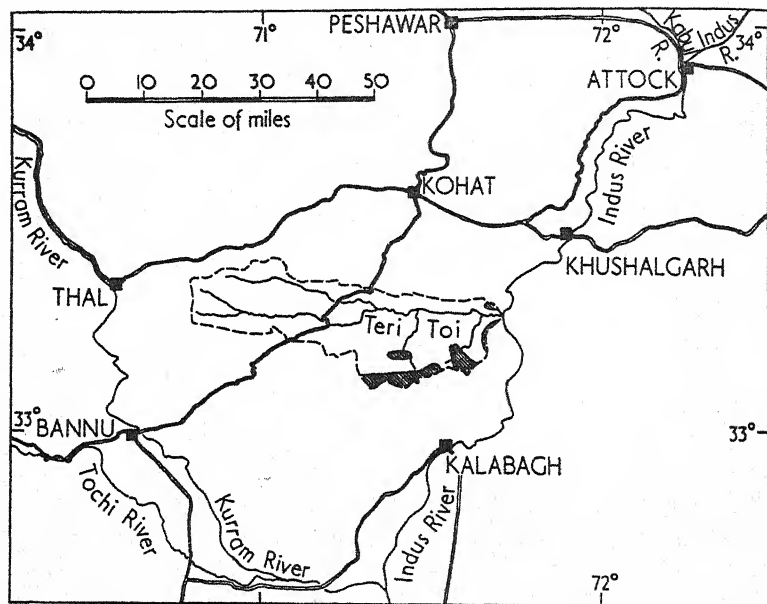 71°
72°
34°
34°
PESHAWAR
Kabul
R.
Indus
R.
ATTOCK
0 10 20 30 40 50
Scale of miles
Kurram River
KOHAT
Indus River
KHUSHALGARH
THAL
Teri Toi
33°
33°
BANNU
KALABAGH
Tochi River
Kurram River
Indus River
71°
72°